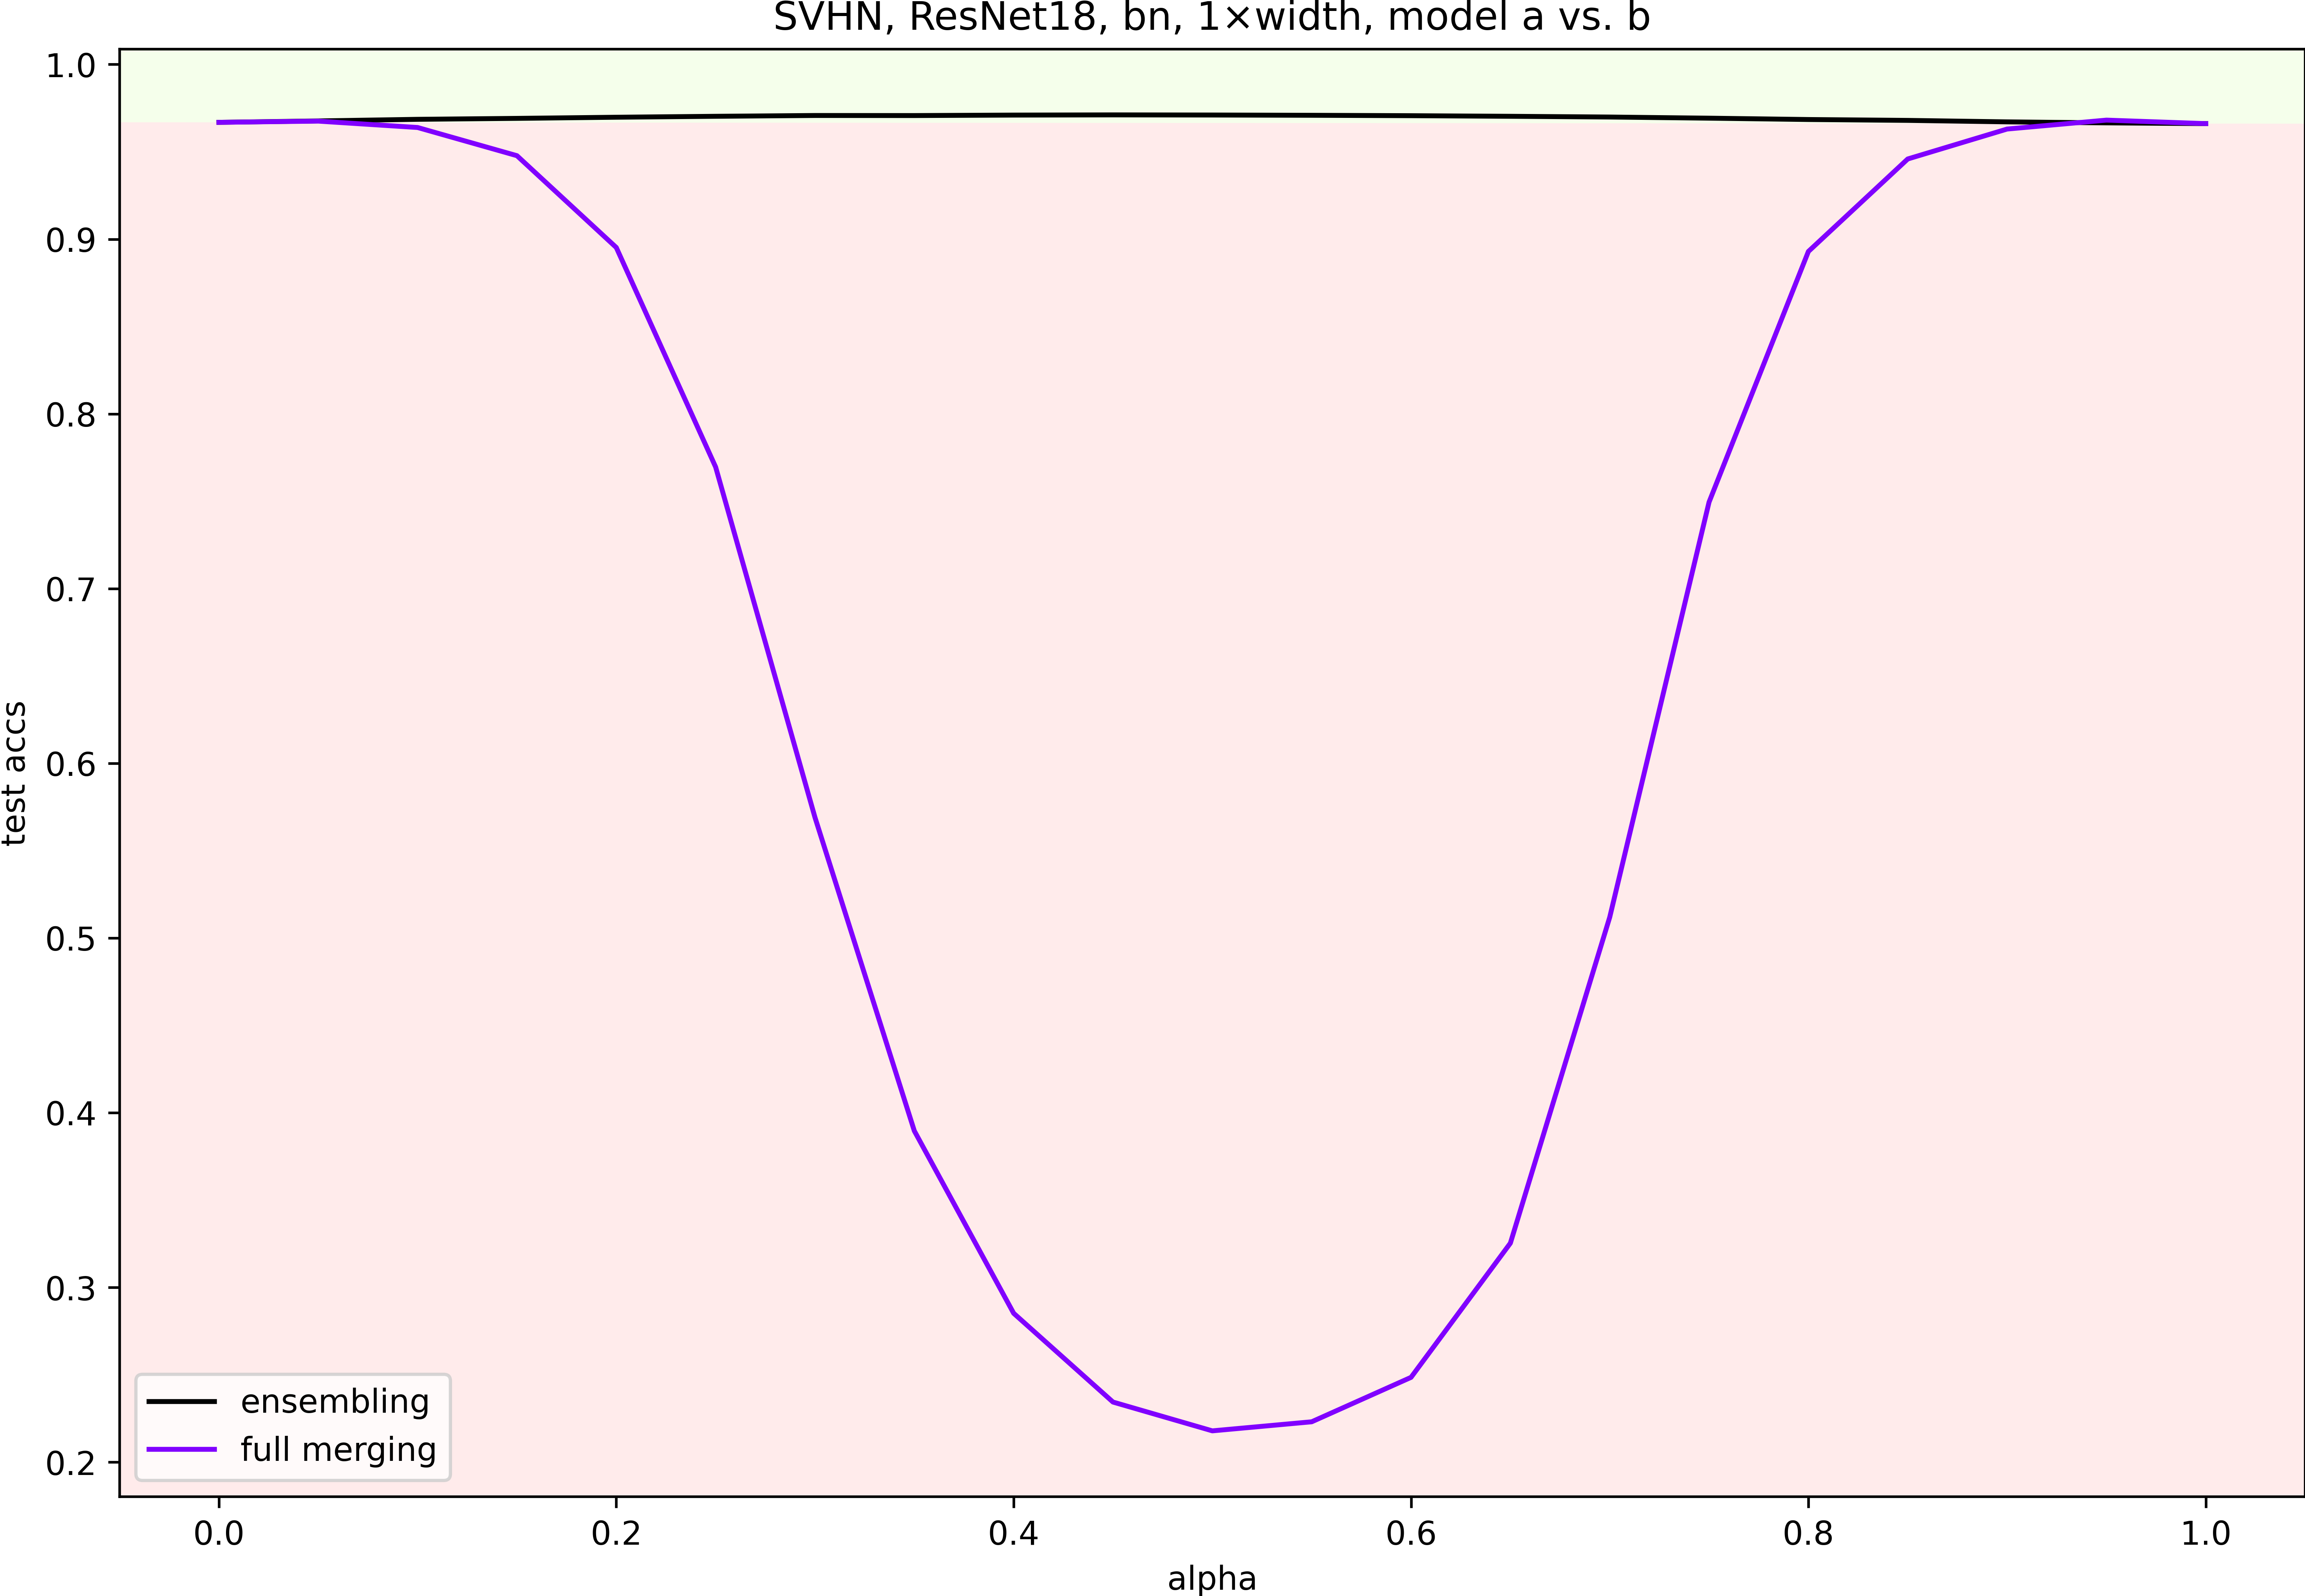 SVHN, ResNet18, bn, 1×width, model a vs. b
1.0
0.9
0.8
0.7
0.6
0.5
0.4
0.3
0.2
test accs
ensembling
full merging
0.0 0.2 0.4 0.6 0.8 1.0
alpha